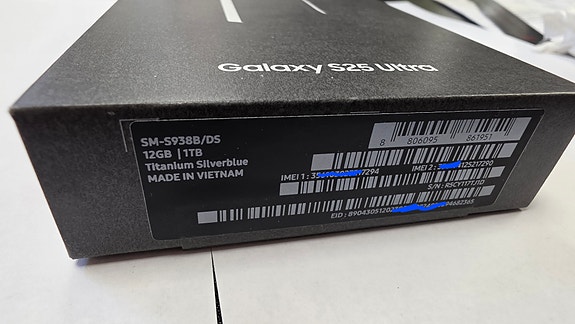 Galaxy S25 Ultra
SM-S938B/DS
12GB | 1TB
Titanium Silverblue
MADE IN VIETNAM
8 806095 861951
IMEI 1 :
IMEI 2 :
S/N :
EID :